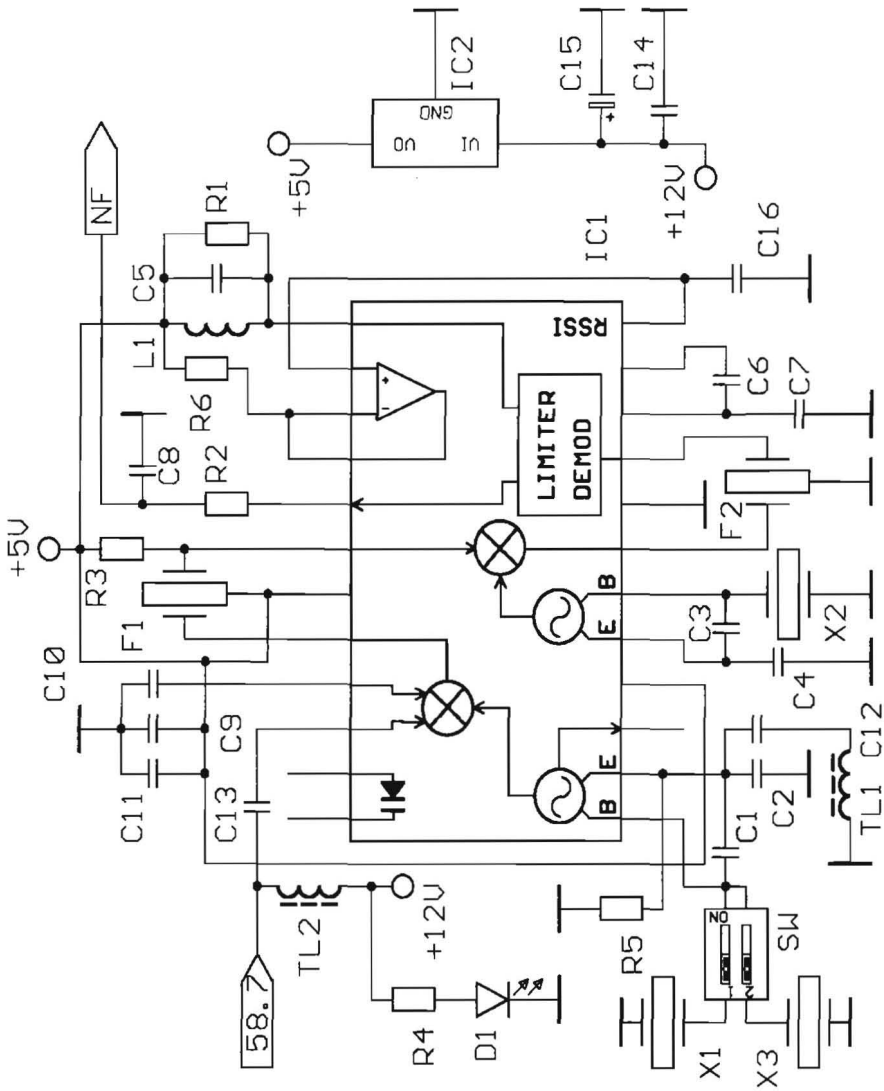 58.7
TL2
+12V
R4
D1
C13
C11
C9
C10
F1
R3
+5V
C8
R2
R6
L1
C5
R1
NF
+5V
VO
GND
VI
IC2
C15
+
C14
+12V
IC1
RSSI
+
-
LIMITER
DEMOD
B
E
E
B
C16
C6
C7
F2
X2
C3
C4
C12
TL1
C2
C1
R5
SW
ON
1
2
X1
X3